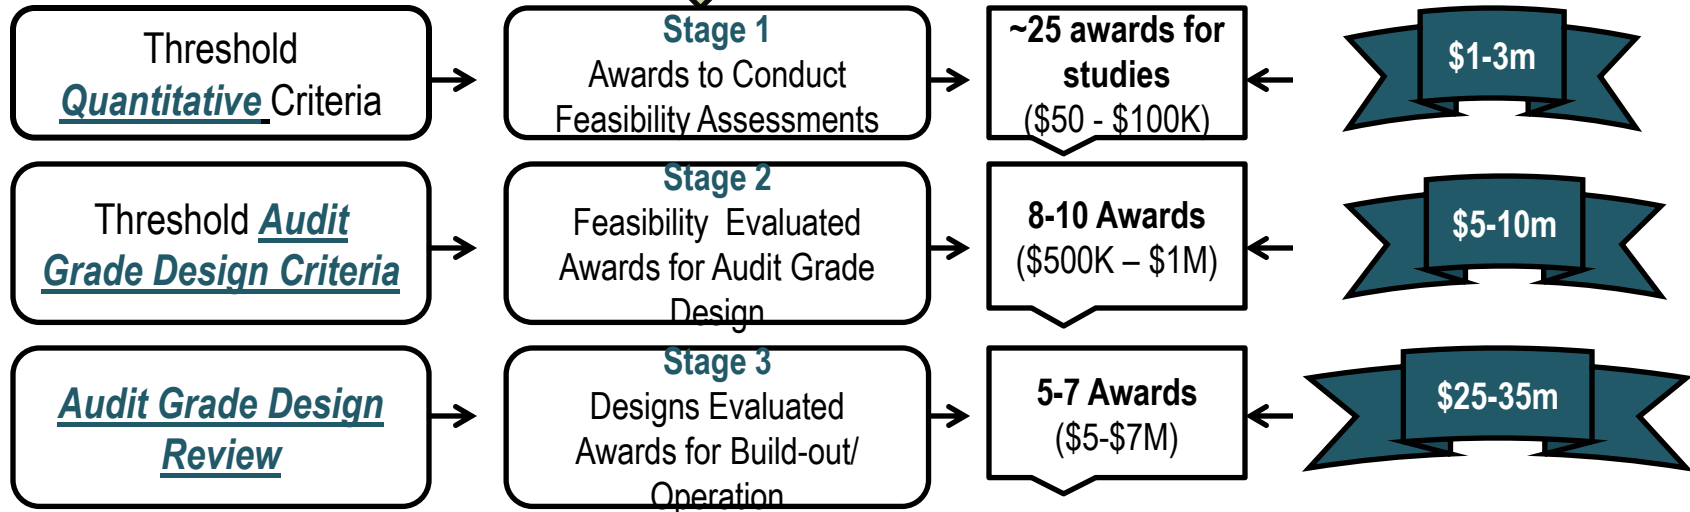 Threshold
Quantitative Criteria
Stage 1
Awards to Conduct
Feasibility Assessments
~25 awards for
studies
($50 - $100K)
$1-3m
Threshold Audit
Grade Design Criteria
Stage 2
Feasibility  Evaluated
Awards for Audit Grade
Design
8-10 Awards
($500K – $1M)
$5-10m
Audit Grade Design
Review
Stage 3
Designs Evaluated
Awards for Build-out/
Operation
5-7 Awards
($5-$7M)
$25-35m